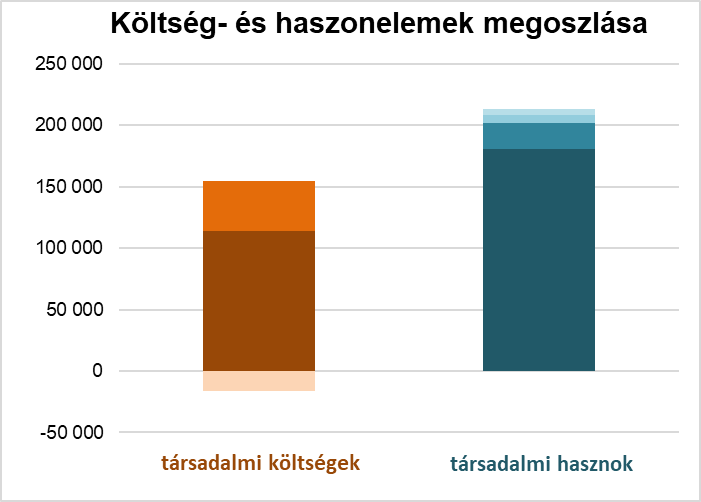 Költség- és haszonelemek megoszlása
250 000
200 000
150 000
100 000
50 000
0
-50 000
társadalmi költségek
társadalmi hasznok